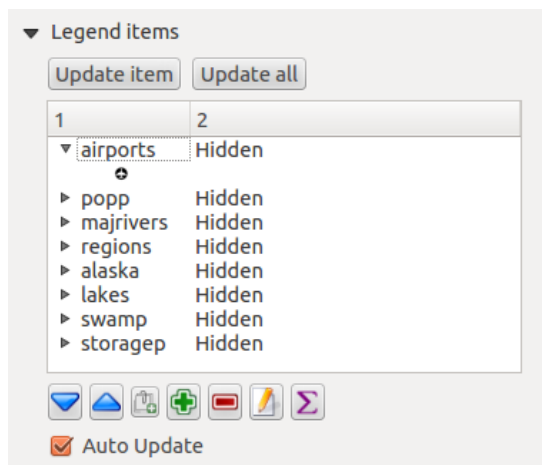 Legend items
Update item Update all
1 2
airports Hidden
popp Hidden
majrivers Hidden
regions Hidden
alaska Hidden
lakes Hidden
swamp Hidden
storagep Hidden
Σ
Auto Update